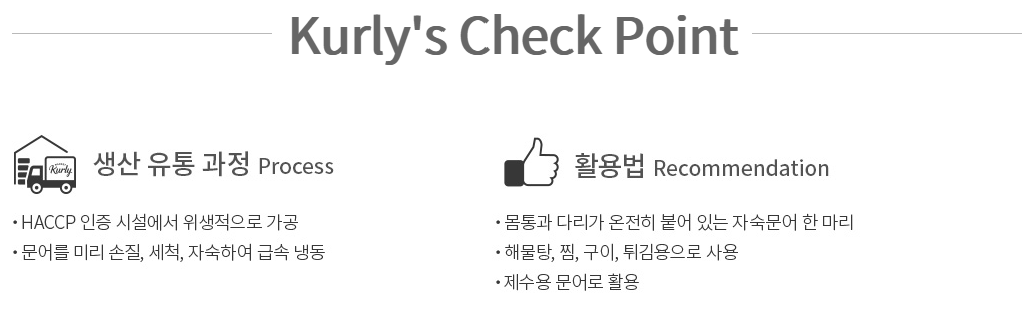 Kurly's Check Point
Kurly
생산 유통 과정 Process
• HACCP 인증 시설에서 위생적으로 가공
• 문어를 미리 손질, 세척, 자숙하여 급속 냉동
활용법 Recommendation
• 몸통과 다리가 온전히 붙어 있는 자숙문어 한 마리
• 해물탕, 찜, 구이, 튀김용으로 사용
• 제수용 문어로 활용